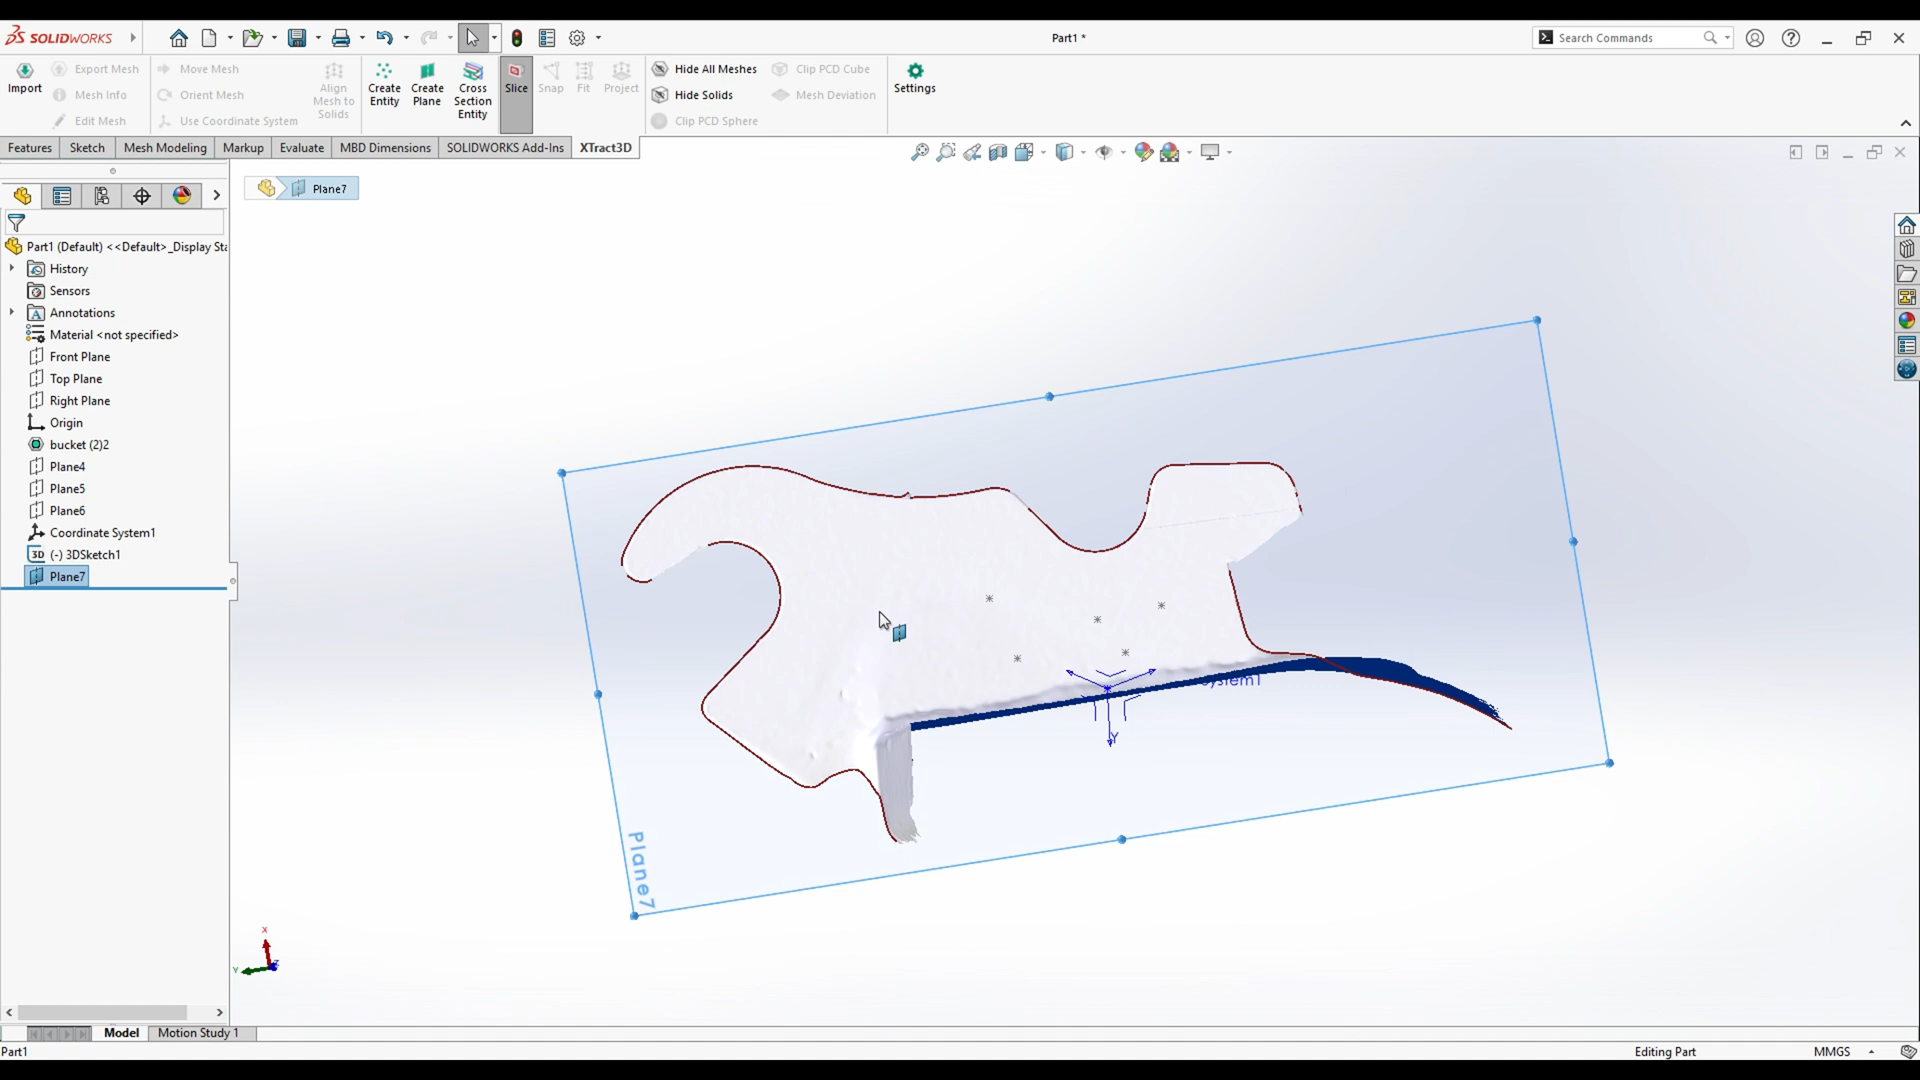 SOLIDWORKS
Part1 *
Search Commands
Import
Export Mesh
Mesh Info
Edit Mesh
Move Mesh
Orient Mesh
Use Coordinate System
Align
Mesh to
Solids
Create
Entity
Create
Plane
Cross
Section
Entity
Slice
Snap
Fit
Project
Hide All Meshes
Hide Solids
Clip PCD Sphere
Clip PCD Cube
Mesh Deviation
Settings
Features
Sketch
Mesh Modeling
Markup
Evaluate
MBD Dimensions
SOLIDWORKS Add-Ins
XTract3D
Plane7
Part1 (Default) <<Default>_Display Sta
History
Sensors
Annotations
Material <not specified>
Front Plane
Top Plane
Right Plane
Origin
bucket (2)2
Plane4
Plane5
Plane6
Coordinate System1
3D (-) 3DSketch1
Plane7
System1
Y
Plane7
X
Y
Z
Model
Motion Study 1
Part1
Editing Part
MMGS